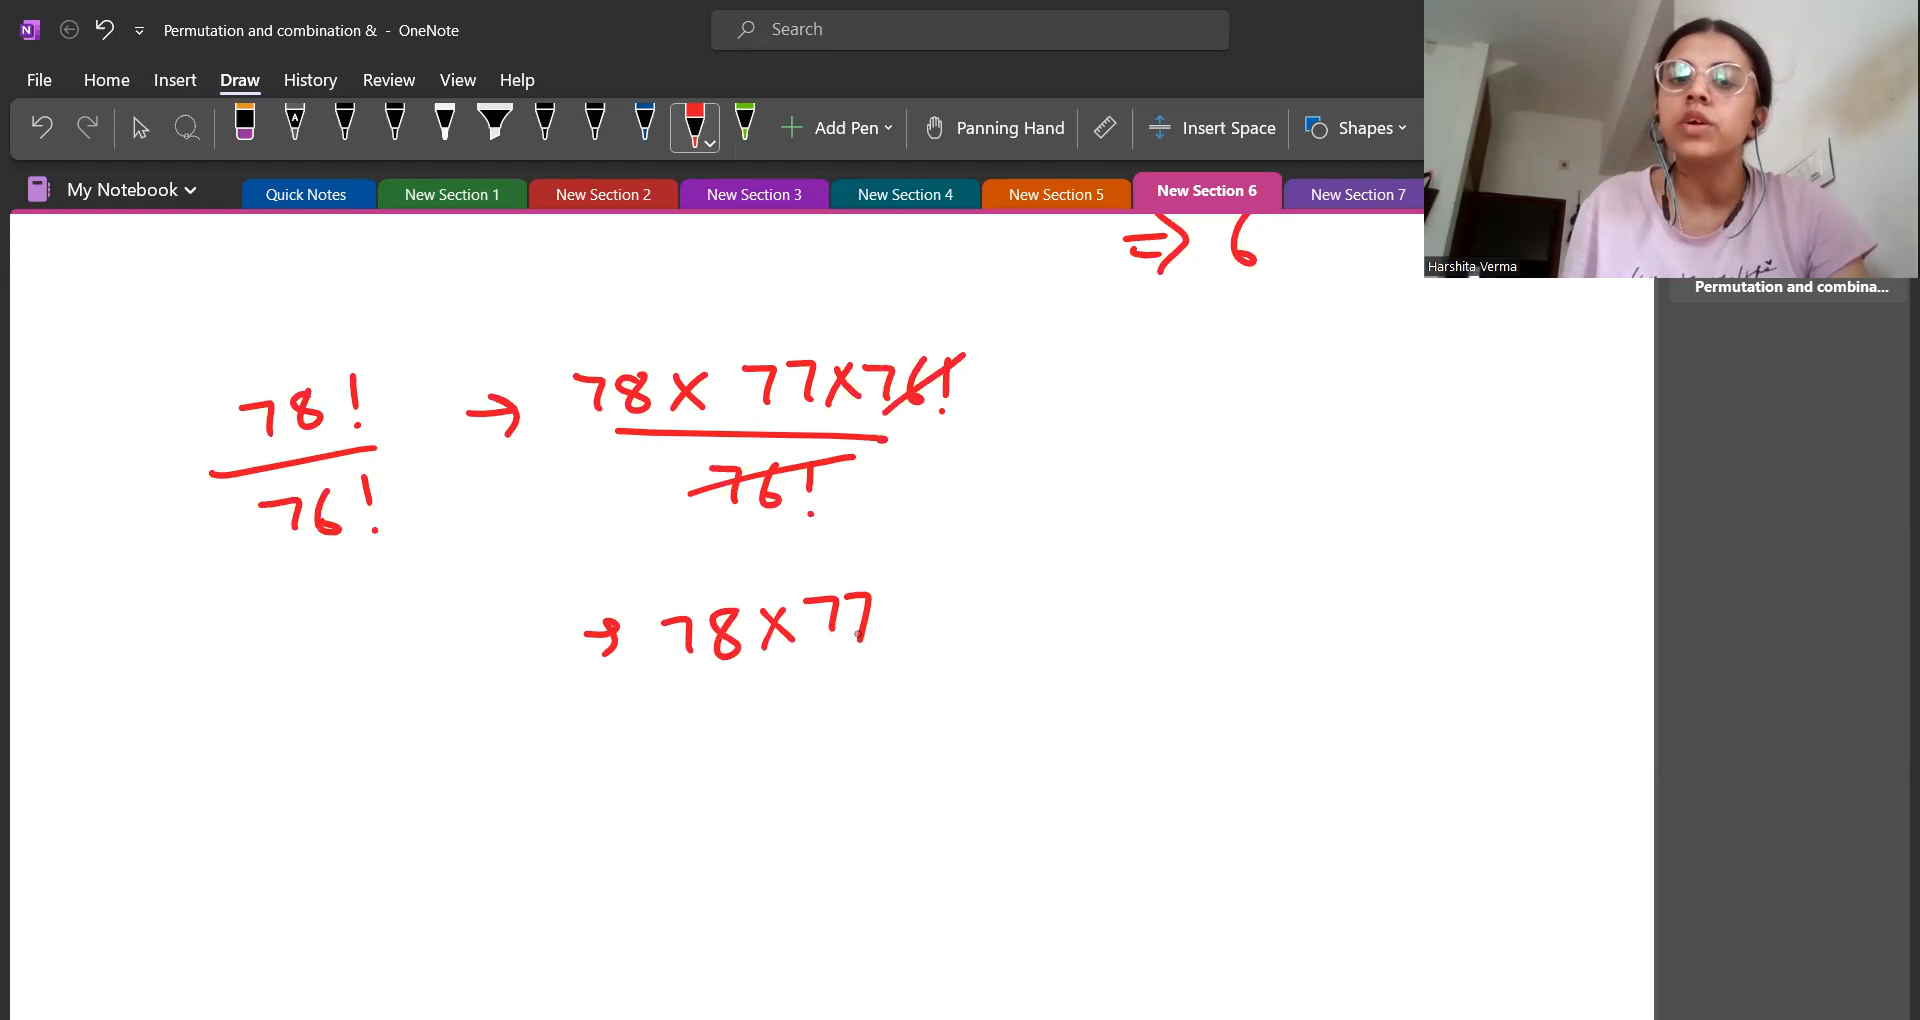 Permutation and combination & - OneNote
Search
File Home Insert Draw History Review View Help
A
Add Pen Panning Hand Insert Space Shapes
My Notebook Quick Notes New Section 1 New Section 2 New Section 3 New Section 4 New Section 5 New Section 6 New Section 7
Harshita Verma
Permutation and combina...
⇒ 6
78! → 78 × 77 × 76!
76! 76!
→ 78 × 77